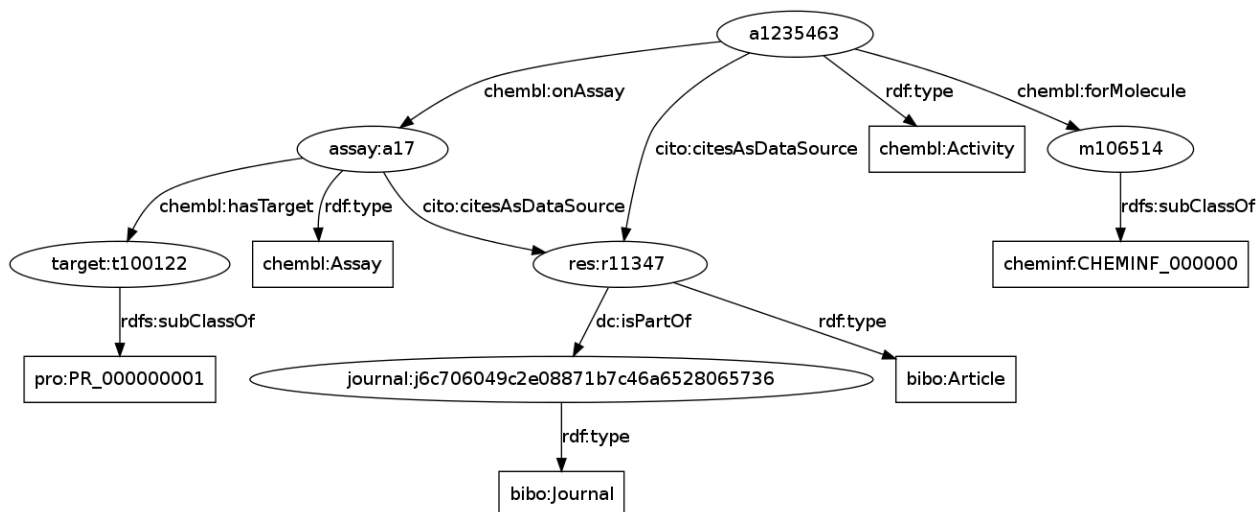 a1235463
chembl:onAssay
rdf:type
chembl:forMolecule
assay:a17
cito:citesAsDataSource
chembl:Activity
m106514
chembl:hasTarget
rdf:type
cito:citesAsDataSource
rdfs:subClassOf
target:t100122
chembl:Assay
res:r11347
cheminf:CHEMINF_000000
rdfs:subClassOf
dc:isPartOf
rdf:type
pro:PR_000000001
journal:j6c706049c2e08871b7c46a6528065736
bibo:Article
rdf:type
bibo:Journal